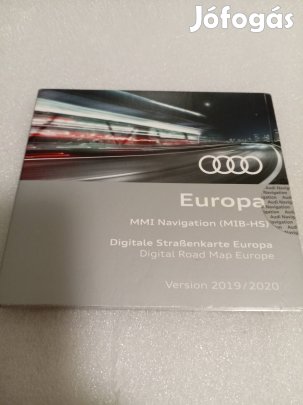 Jófogás
Europa
MMI Navigation (MIB-HS)
Digitale Straßenkarte Europa
Digital Road Map Europe
Version 2019/2020